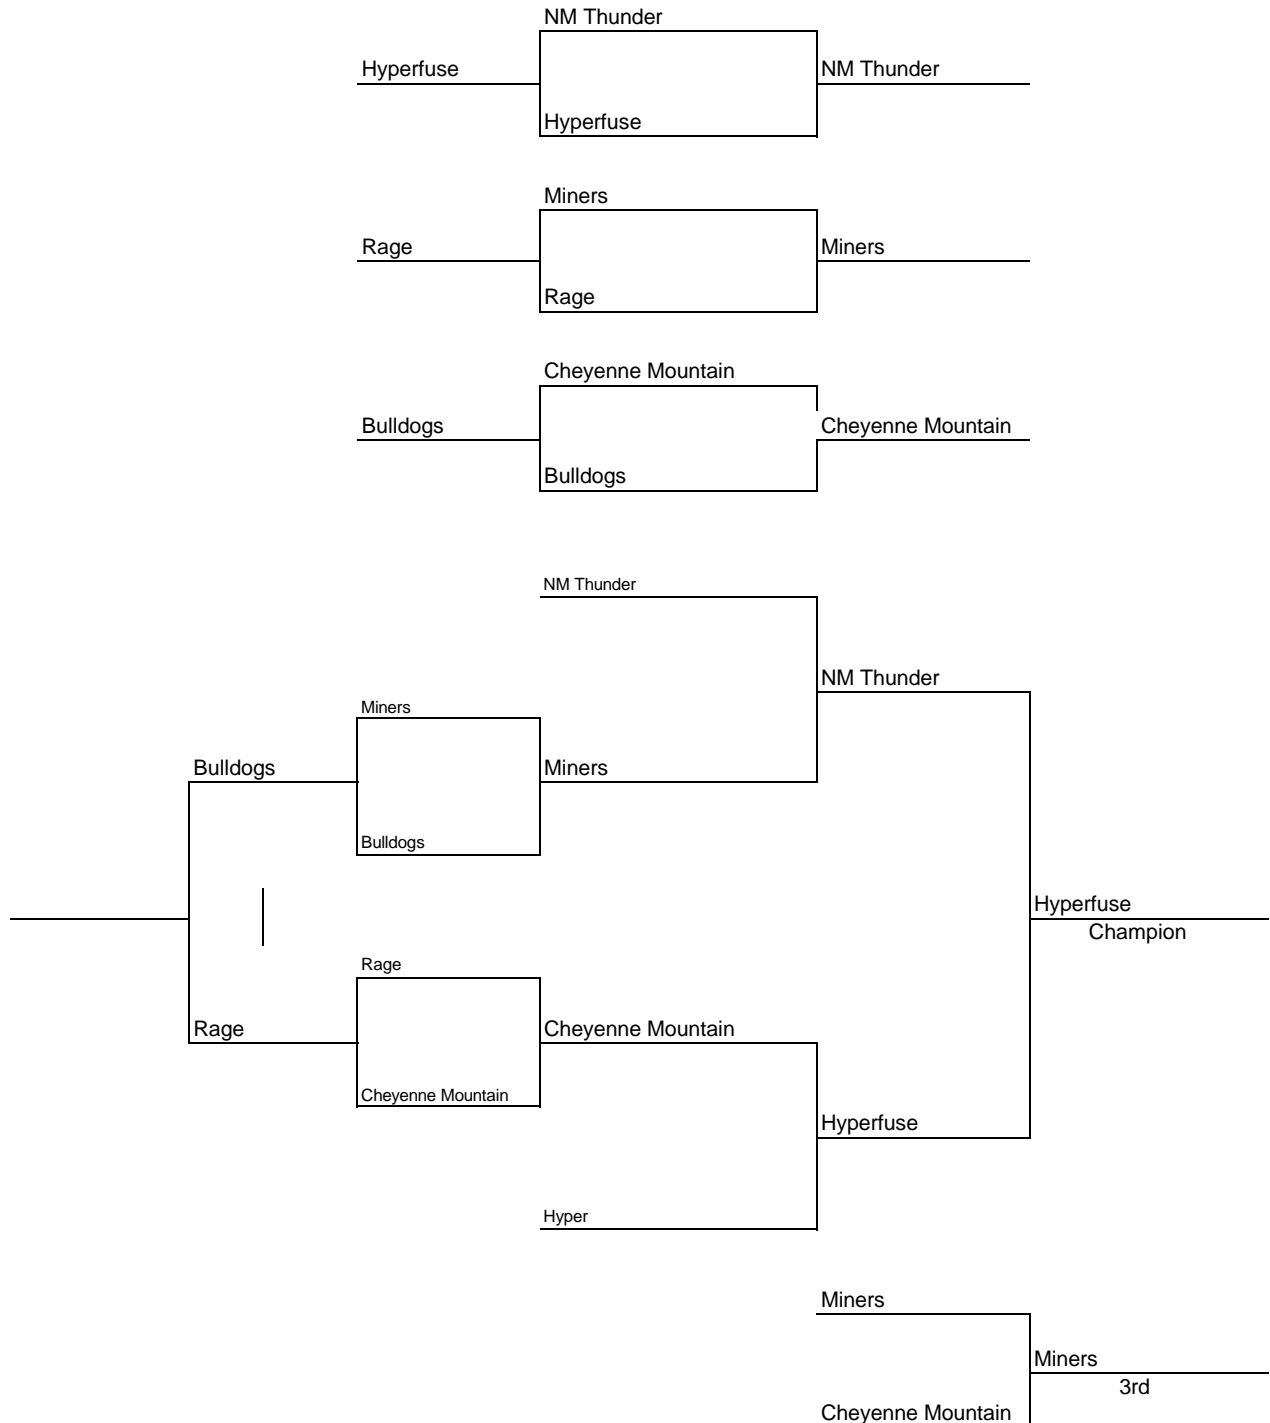 NM Thunder
Hyperfuse
NM Thunder
Hyperfuse
Miners
Rage
Miners
Rage
Cheyenne Mountain
Bulldogs
Cheyenne Mountain
Bulldogs
NM Thunder
NM Thunder
Miners
Bulldogs
Miners
Bulldogs
Hyperfuse
Champion
Rage
Rage
Cheyenne Mountain
Cheyenne Mountain
Hyperfuse
Hyper
Miners
Miners
3rd
Cheyenne Mountain